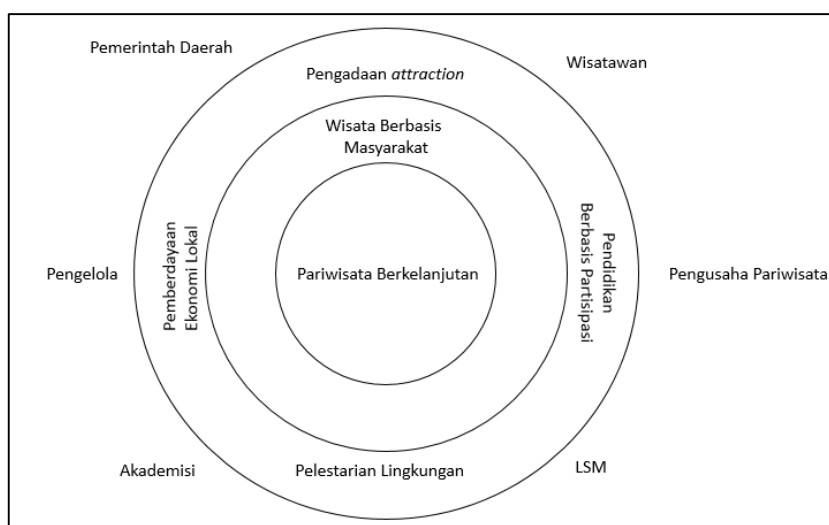 Pemerintah Daerah
Wisatawan
Pengadaan attraction
Wisata Berbasis
Masyarakat
Pemberdayaan
Ekonomi Lokal
Pendidikan
Berbasis Partisipasi
Pengelola
Pariwisata Berkelanjutan
Pengusaha Pariwisata
Akademisi
Pelestarian Lingkungan
LSM